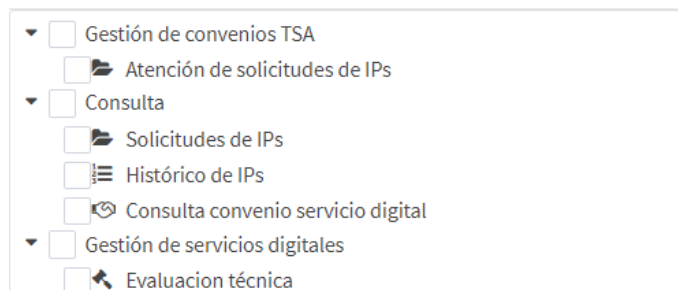 Gestión de convenios TSA
Atención de solicitudes de IPs
Consulta
Solicitudes de IPs
Histórico de IPs
Consulta convenio servicio digital
Gestión de servicios digitales
Evaluacion técnica